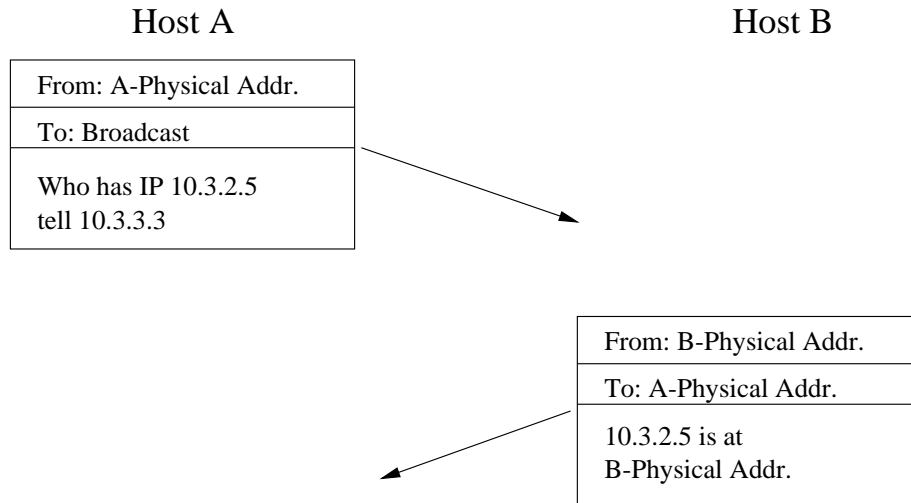 Host A
Host B
From: A-Physical Addr.
To: Broadcast
Who has IP 10.3.2.5
tell 10.3.3.3
From: B-Physical Addr.
To: A-Physical Addr.
10.3.2.5 is at
B-Physical Addr.